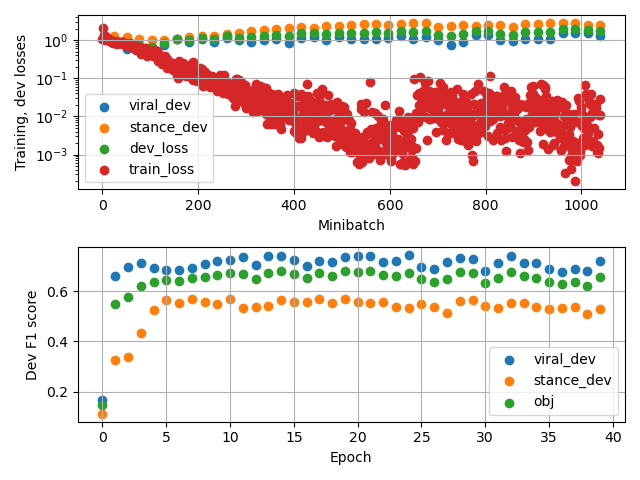 Training, dev losses
10⁰
10⁻¹
10⁻²
10⁻³
viral_dev
stance_dev
dev_loss
train_loss
0 200 400 600 800 1000
Minibatch
Dev F1 score
0.6
0.4
0.2
viral_dev
stance_dev
obj
0 5 10 15 20 25 30 35 40
Epoch